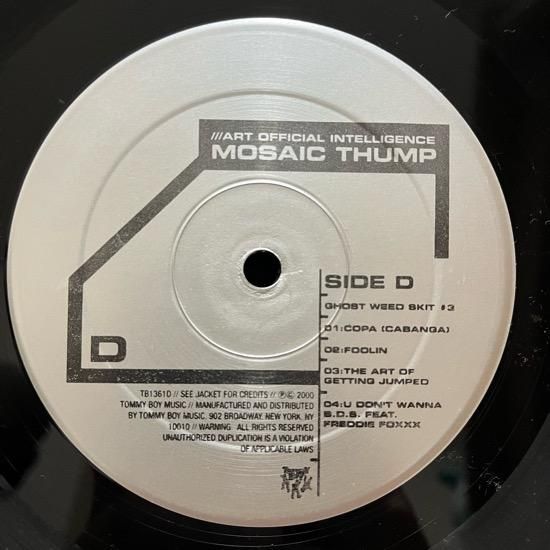 ///ART OFFICIAL INTELLIGENCE
MOSAIC THUMP
SIDE D
GHOST WEED SKIT #3
01:COPA (CABANGA)
02:FOOLIN
03:THE ART OF
GETTING JUMPED
04:U DON'T WANNA
B.D.S. FEAT.
FREDDIE FOXXX
D
TB13610 // SEE JACKET FOR CREDITS // ℗© 2000
TOMMY BOY MUSIC // MANUFACTURED AND DISTRIBUTED
BY TOMMY BOY MUSIC. 902 BROADWAY. NEW YORK. NY
10010 // WARNING: ALL RIGHTS RESERVED
UNAUTHORIZED DUPLICATION IS A VIOLATION
OF APPLICABLE LAWS